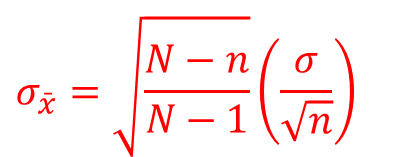 σ_x̄ = √((N − n)/(N − 1)) (σ/√n)